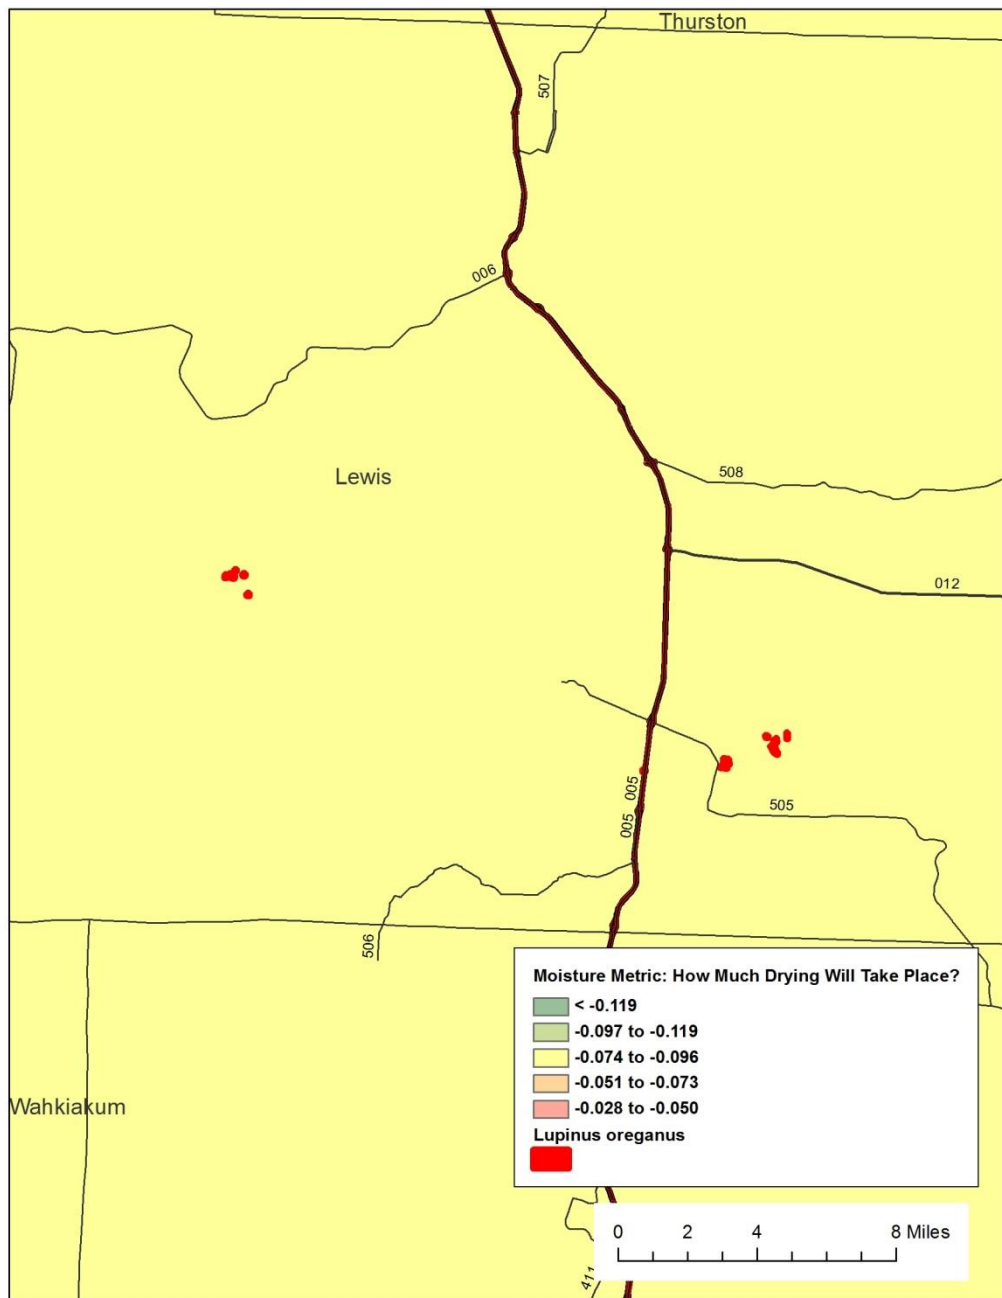 Thurston
507
006
Lewis
508
012
005
505
005
506
Moisture Metric: How Much Drying Will Take Place?
< -0.119
-0.097 to -0.119
-0.074 to -0.096
-0.051 to -0.073
-0.028 to -0.050
Lupinus oreganus
Wahkiakum
0 2 4 8 Miles
411